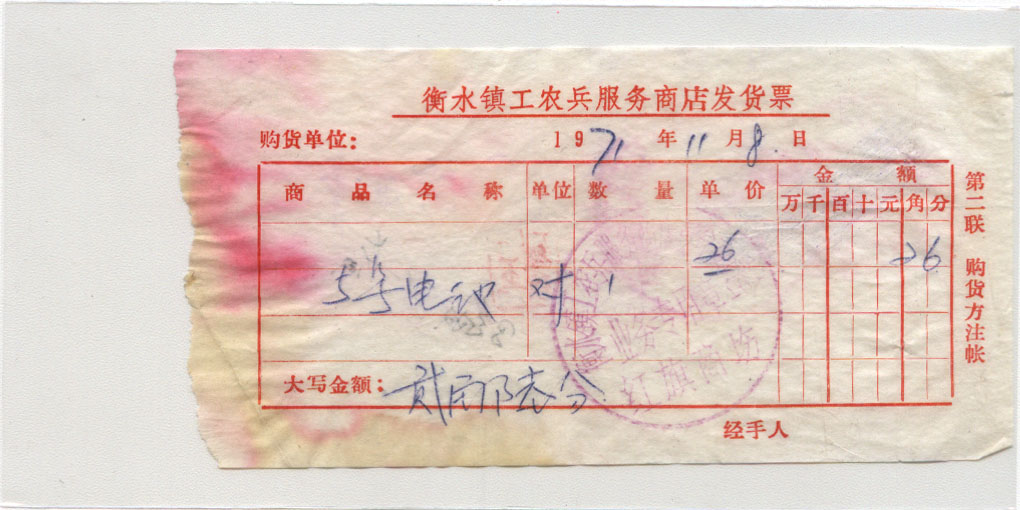 衡水镇工农兵服务商店发货票
购货单位： 1971年11月8日
商品名称 单位 数量 单价 金额
万千百十元角分
5号电池 对 1 26 26
大写金额：贰角陆分
经手人
第二联 购货方注帐
业务专用
红旗商场